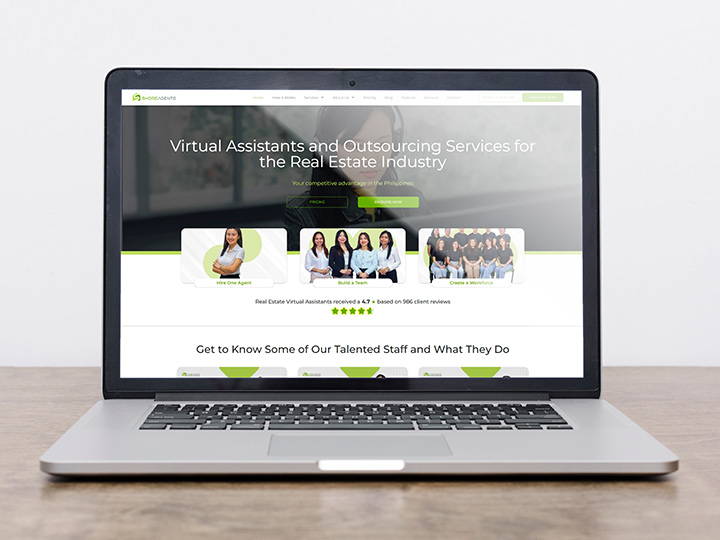 SHOREAGENTS
Home How It Works Services About Us Pricing Blog Podcast Careers Contact
ENQUIRE NOW
Virtual Assistants and Outsourcing Services for
the Real Estate Industry
Your competitive advantage in the Philippines
PRICING ENQUIRE NOW
Hire One Agent Build a Team Create a Workforce
Real Estate Virtual Assistants received a 4.7 ★ based on 986 client reviews
Get to Know Some of Our Talented Staff and What They Do